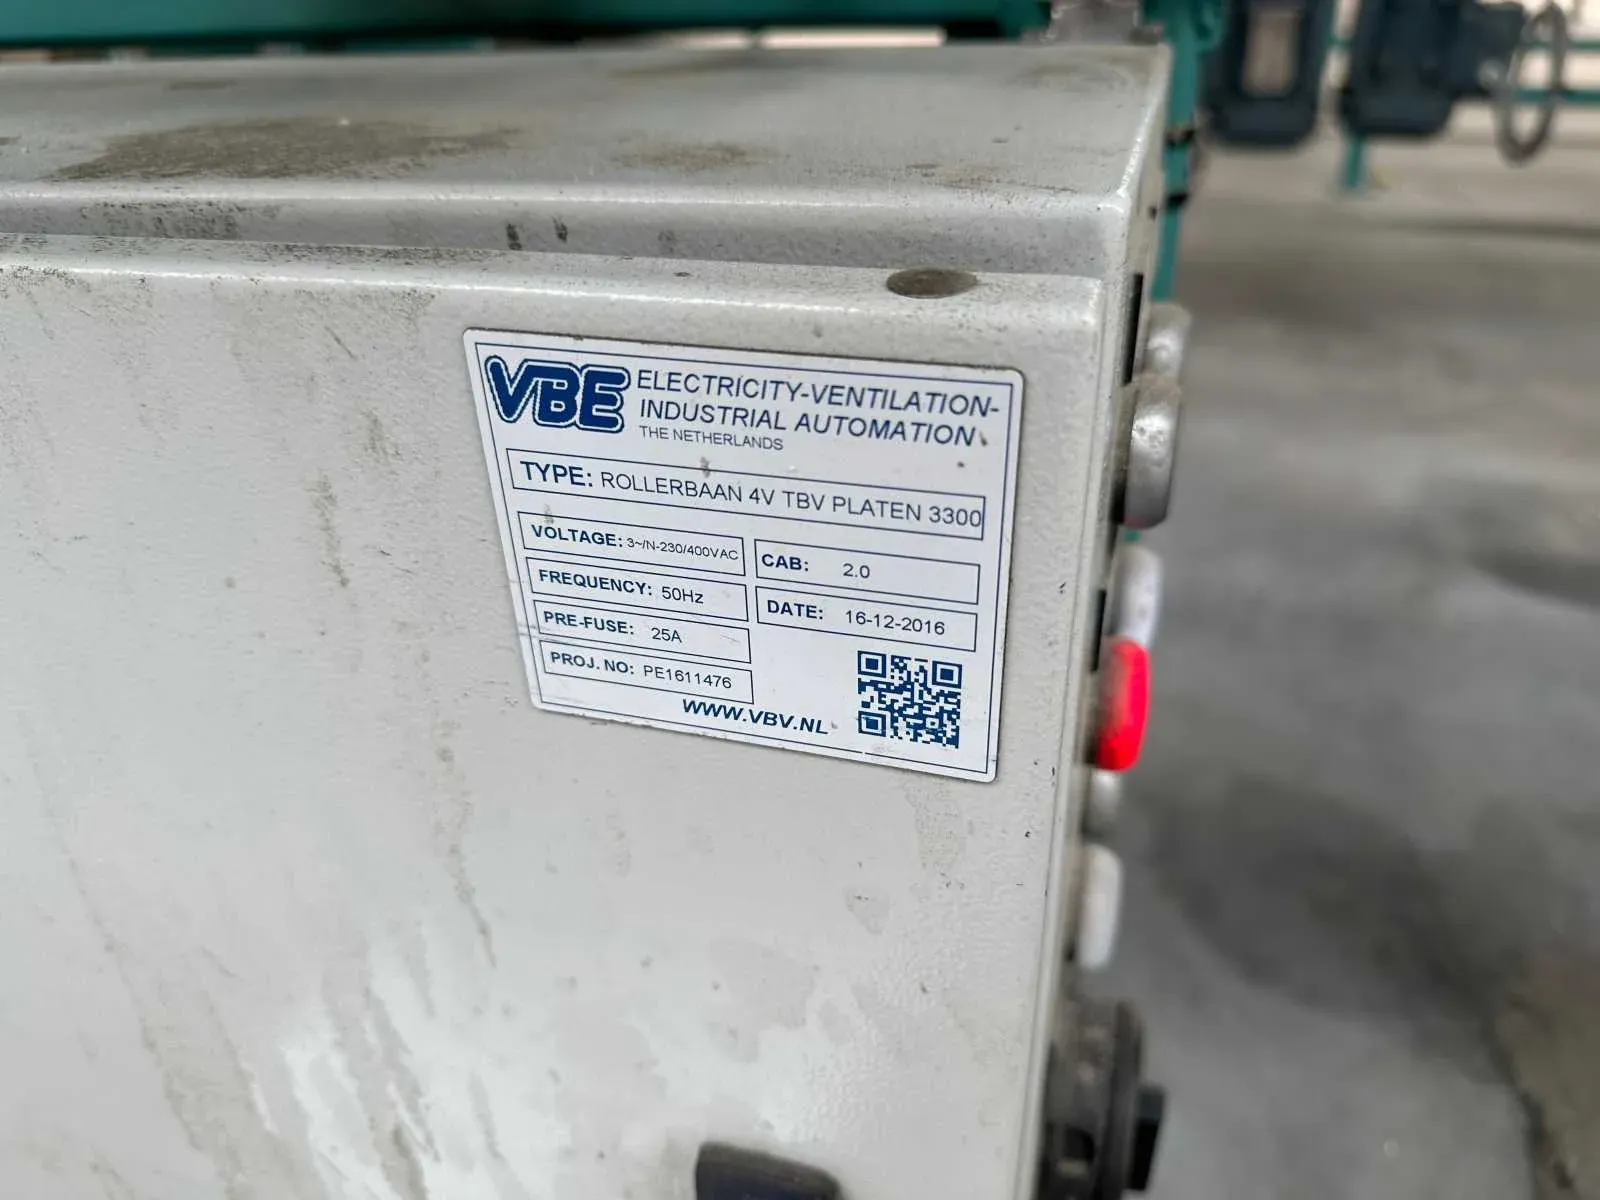 VBE
ELECTRICITY-VENTILATION-
INDUSTRIAL AUTOMATION
THE NETHERLANDS
TYPE: ROLLERBAAN 4V TBV PLATEN 3300
VOLTAGE: 3~/N-230/400VAC
CAB: 2.0
FREQUENCY: 50Hz
DATE: 16-12-2016
PRE-FUSE: 25A
PROJ. NO: PE1611476
WWW.VBV.NL